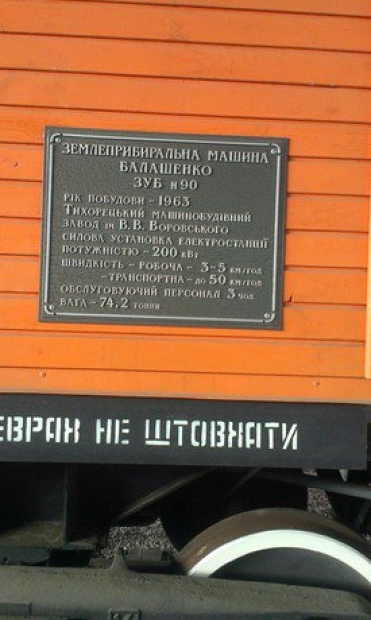 ЗЕМЛЕПРИБИРАЛЬНА МАШИНА
БАЛАШЕНКО
ЗУБ №90
РІК ПОБУДОВИ – 1963
ТИХОРЕЦЬКИЙ МАШИНОБУДІВНИЙ
ЗАВОД ІМ В.В. ВОРОВСЬКОГО
СИЛОВА УСТАНОВКА ЕЛЕКТРОСТАНЦІЇ
ПОТУЖНІСТЮ – 200 кВт
ШВИДКІСТЬ – РОБОЧА – 3-5 КМ/ГОД
–ТРАНСПОРТНА – ДО 50 КМ/ГОД
ОБСЛУГОВУЮЧИЙ ПЕРСОНАЛ 3 ЧОЛ
ВАГА – 74.2 ТОННИ
НЕ ШТОВХАТИ